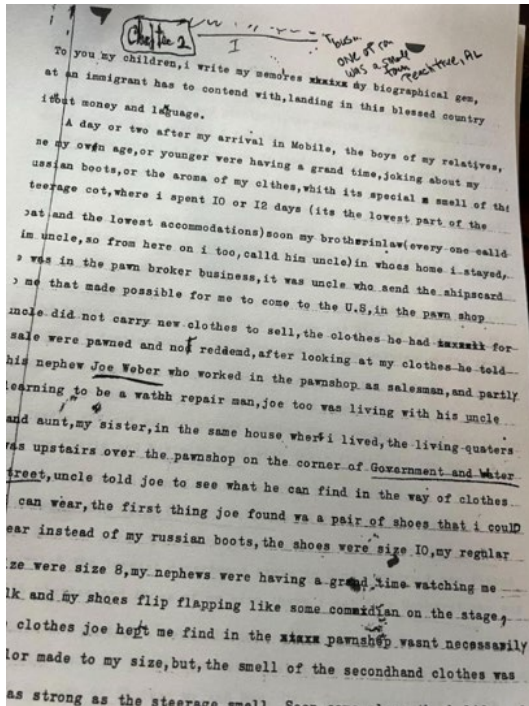 Chapter 2
I
busn.
one of
was a small
town
Peachtree, AL
To you my children,i write my memores my biographical gem,
at an immigrant has to contend with,landing in this blessed country
itout money and laguage.
A day or two after my arrival in Mobile, the boys of my relatives,
ne my owen age,or younger were having a grand time,joking about my
ussian boots,or the aroma of my clthes,whith its special smell of the
teerage cot,where i spent IO or I2 days (its the lowest part of the
oat and the lowest accommodations)soon my brotherinlaw(every one calld
im uncle,so from here on i too,calld him uncle)in whoes home i stayed,
was in the pawn broker business,it was uncle who send the shipscard
o me that made possible for me to come to the U.S,in the pawn shop
uncle did not carry new clothes to sell,the clothes he had for
sale were pawned and not reddemd,after looking at my clothes he told
his nephew Joe Weber who worked in the pawnshop as salesman,and partly
learning to be a wathh repair man,joe too was living with his uncle
and aunt,my sister,in the same house wher i lived,the living-quaters
was upstairs over the pawnshop on the corner of Government and Water
treet,uncle told joe to see what he can find in the way of clothes
can wear,the first thing joe found wa a pair of shoes that i could
ear instead of my russian boots,the shoes were size IO,my regular
ze were size 8,my nephews were having a grand time watching me
lk and my shoes flip flapping like some comidian on the stage,
clothes joe hept me find in the pawnshop wasnt necessarily
lor made to my size,but,the smell of the secondhand clothes was
as strong as the steerage smell.